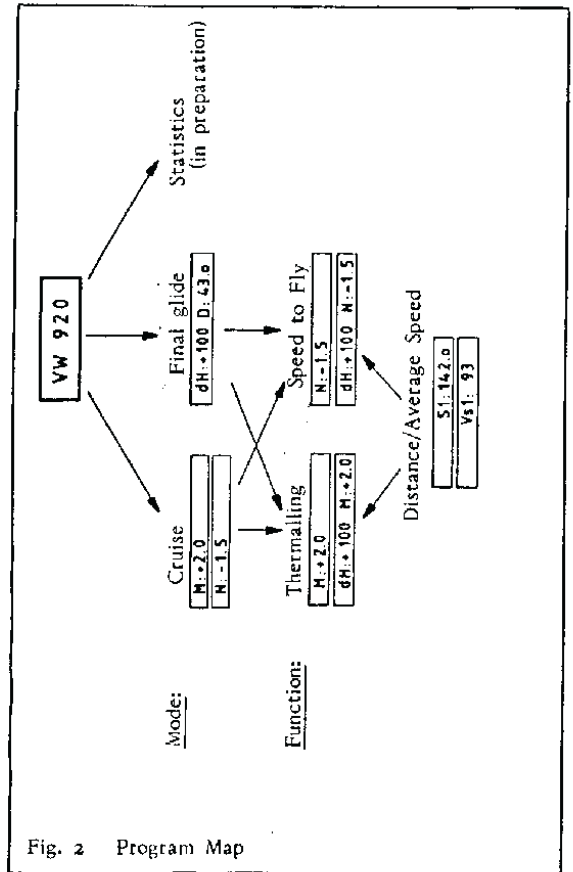 VW 920
Mode:
Cruise
M:+2.0
N:-1.5
Final glide
dH:+100 D:43.0
Statistics
(in preparation)
Function:
Thermalling
M:+2.0
dH:+100 M:+2.0
Speed to Fly
N:-1.5
dH:+100 N:-1.5
Distance/Average Speed
S1:142.0
Vs1: 93
Fig. 2 Program Map